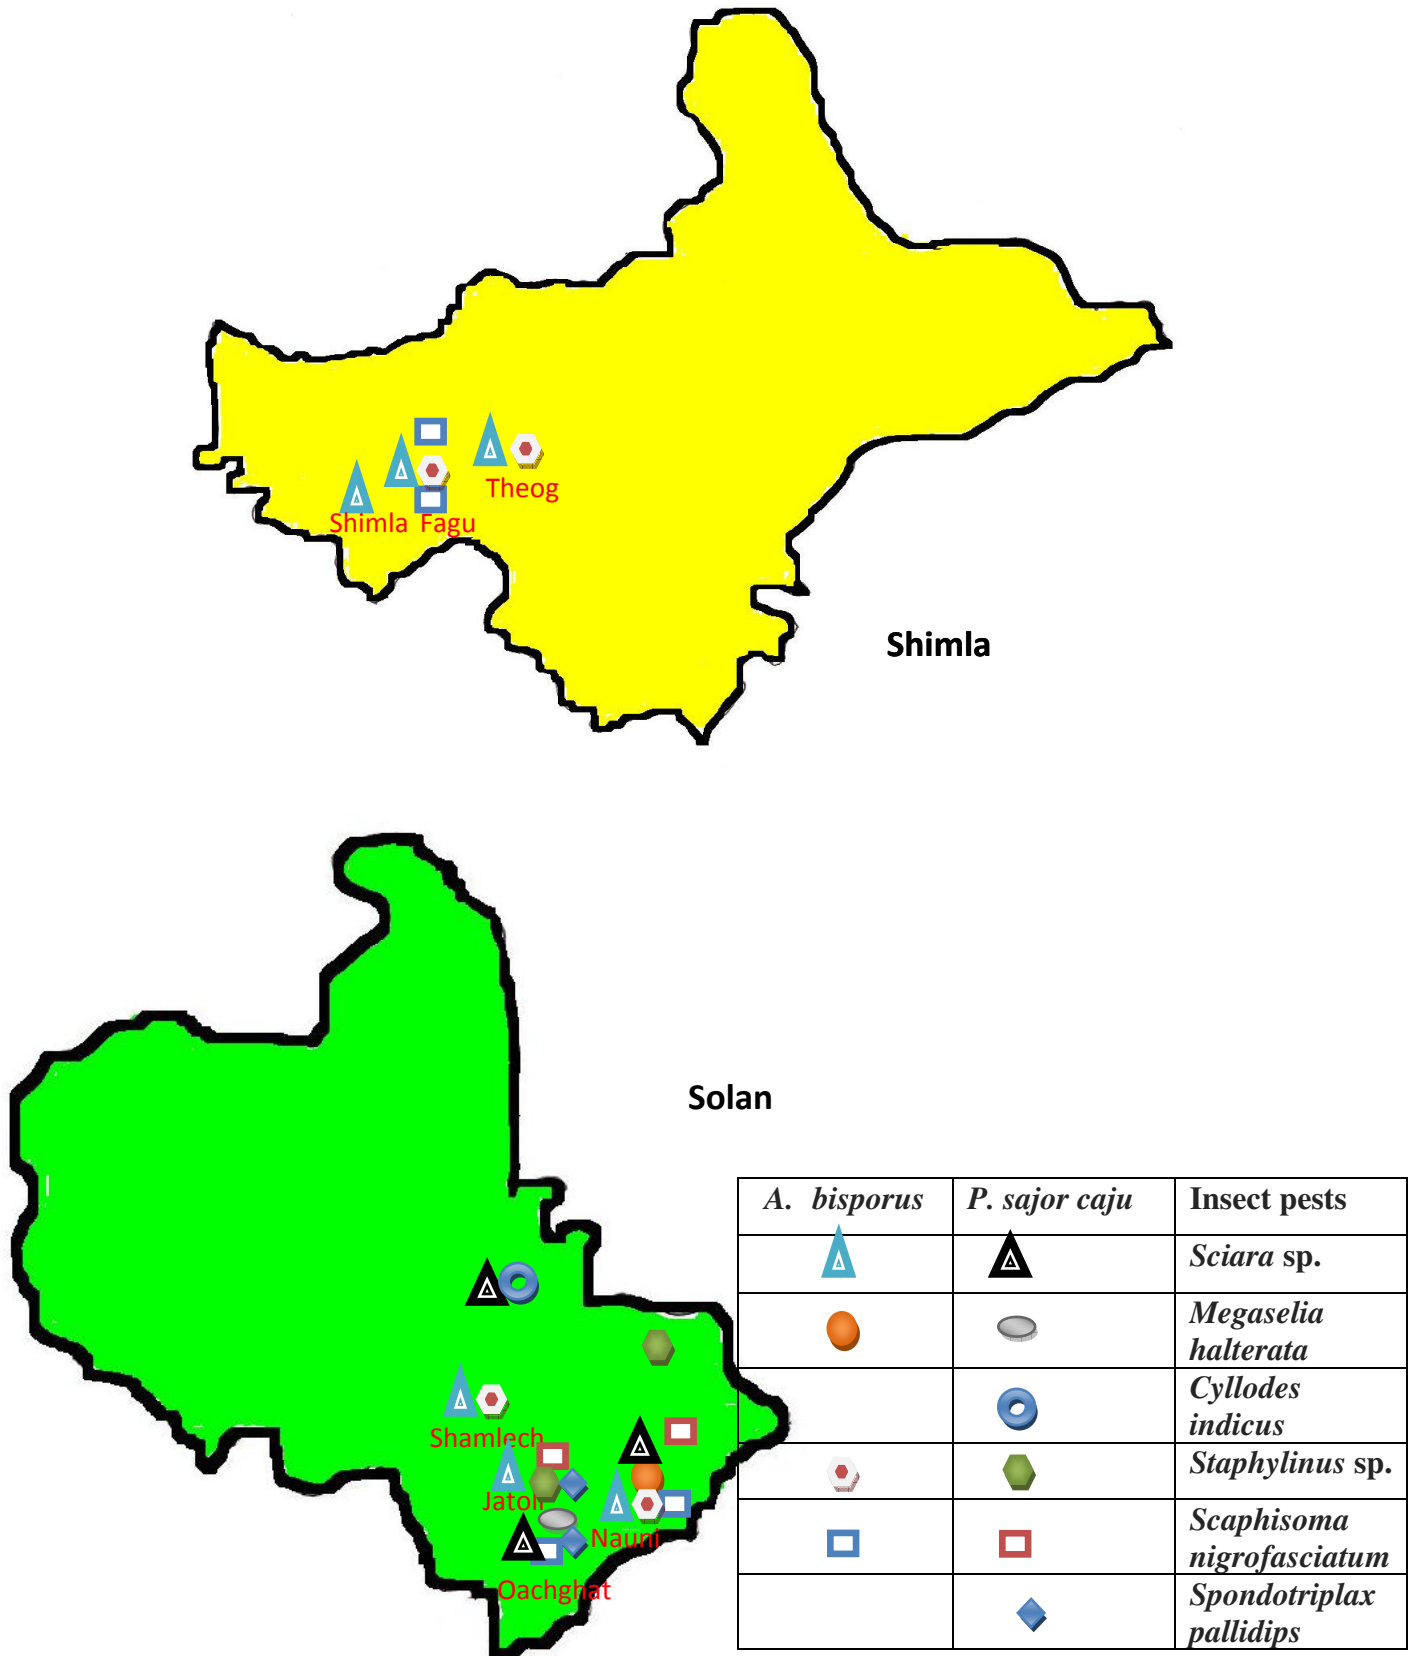 Theog
Shimla Fagu
Shimla
Solan
A. bisporus P. sajor caju Insect pests
Sciara sp.
Megaselia
halterata
Cyllodes
indicus
Staphylinus sp.
Scaphisoma
nigrofasciatum
Spondotriplax
pallidips
Shamlech
Jatoli
Nauni
Oachghat